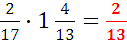 2/17 · 1 4/13 = 2/13